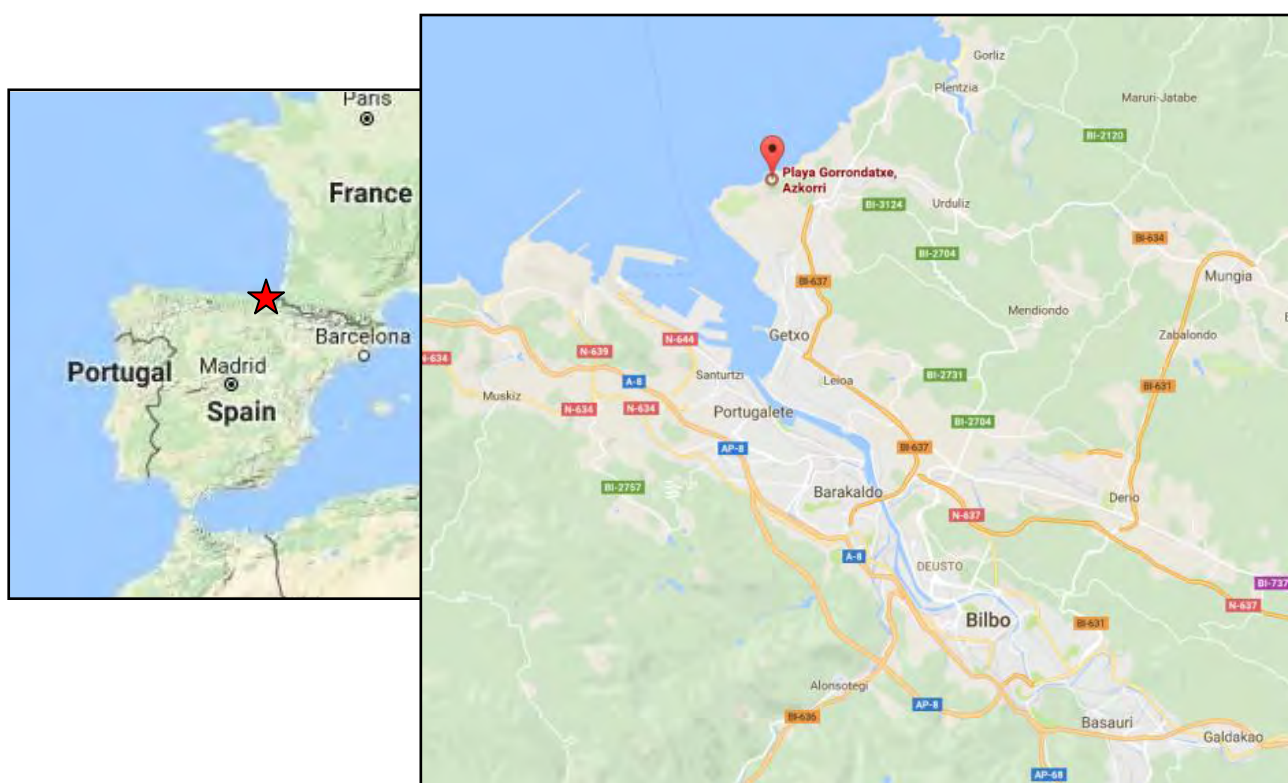 Paris
France
Barcelona
Portugal
Madrid
Spain
Gorliz
Plentzia
Maruri-Jatabe
BI-2120
Playa Gorrondatxe,
Azkorri
BI-3124
Urduliz
BI-634
BI-2704
Mungia
BI-637
Mendiondo
Zabalondo
Getxo
N-644
N-639
N-634
A-8
Santurtzi
Leioa
BI-2731
BI-631
Muskiz
N-634
N-634
Portugalete
BI-2704
AP-8
BI-637
BI-2757
Barakaldo
Derio
N-637
A-8
DEUSTO
BI-737
N-637
Bilbo
BI-631
Alonsotegi
AP-8
BI-636
Basauri
Galdakao
AP-68